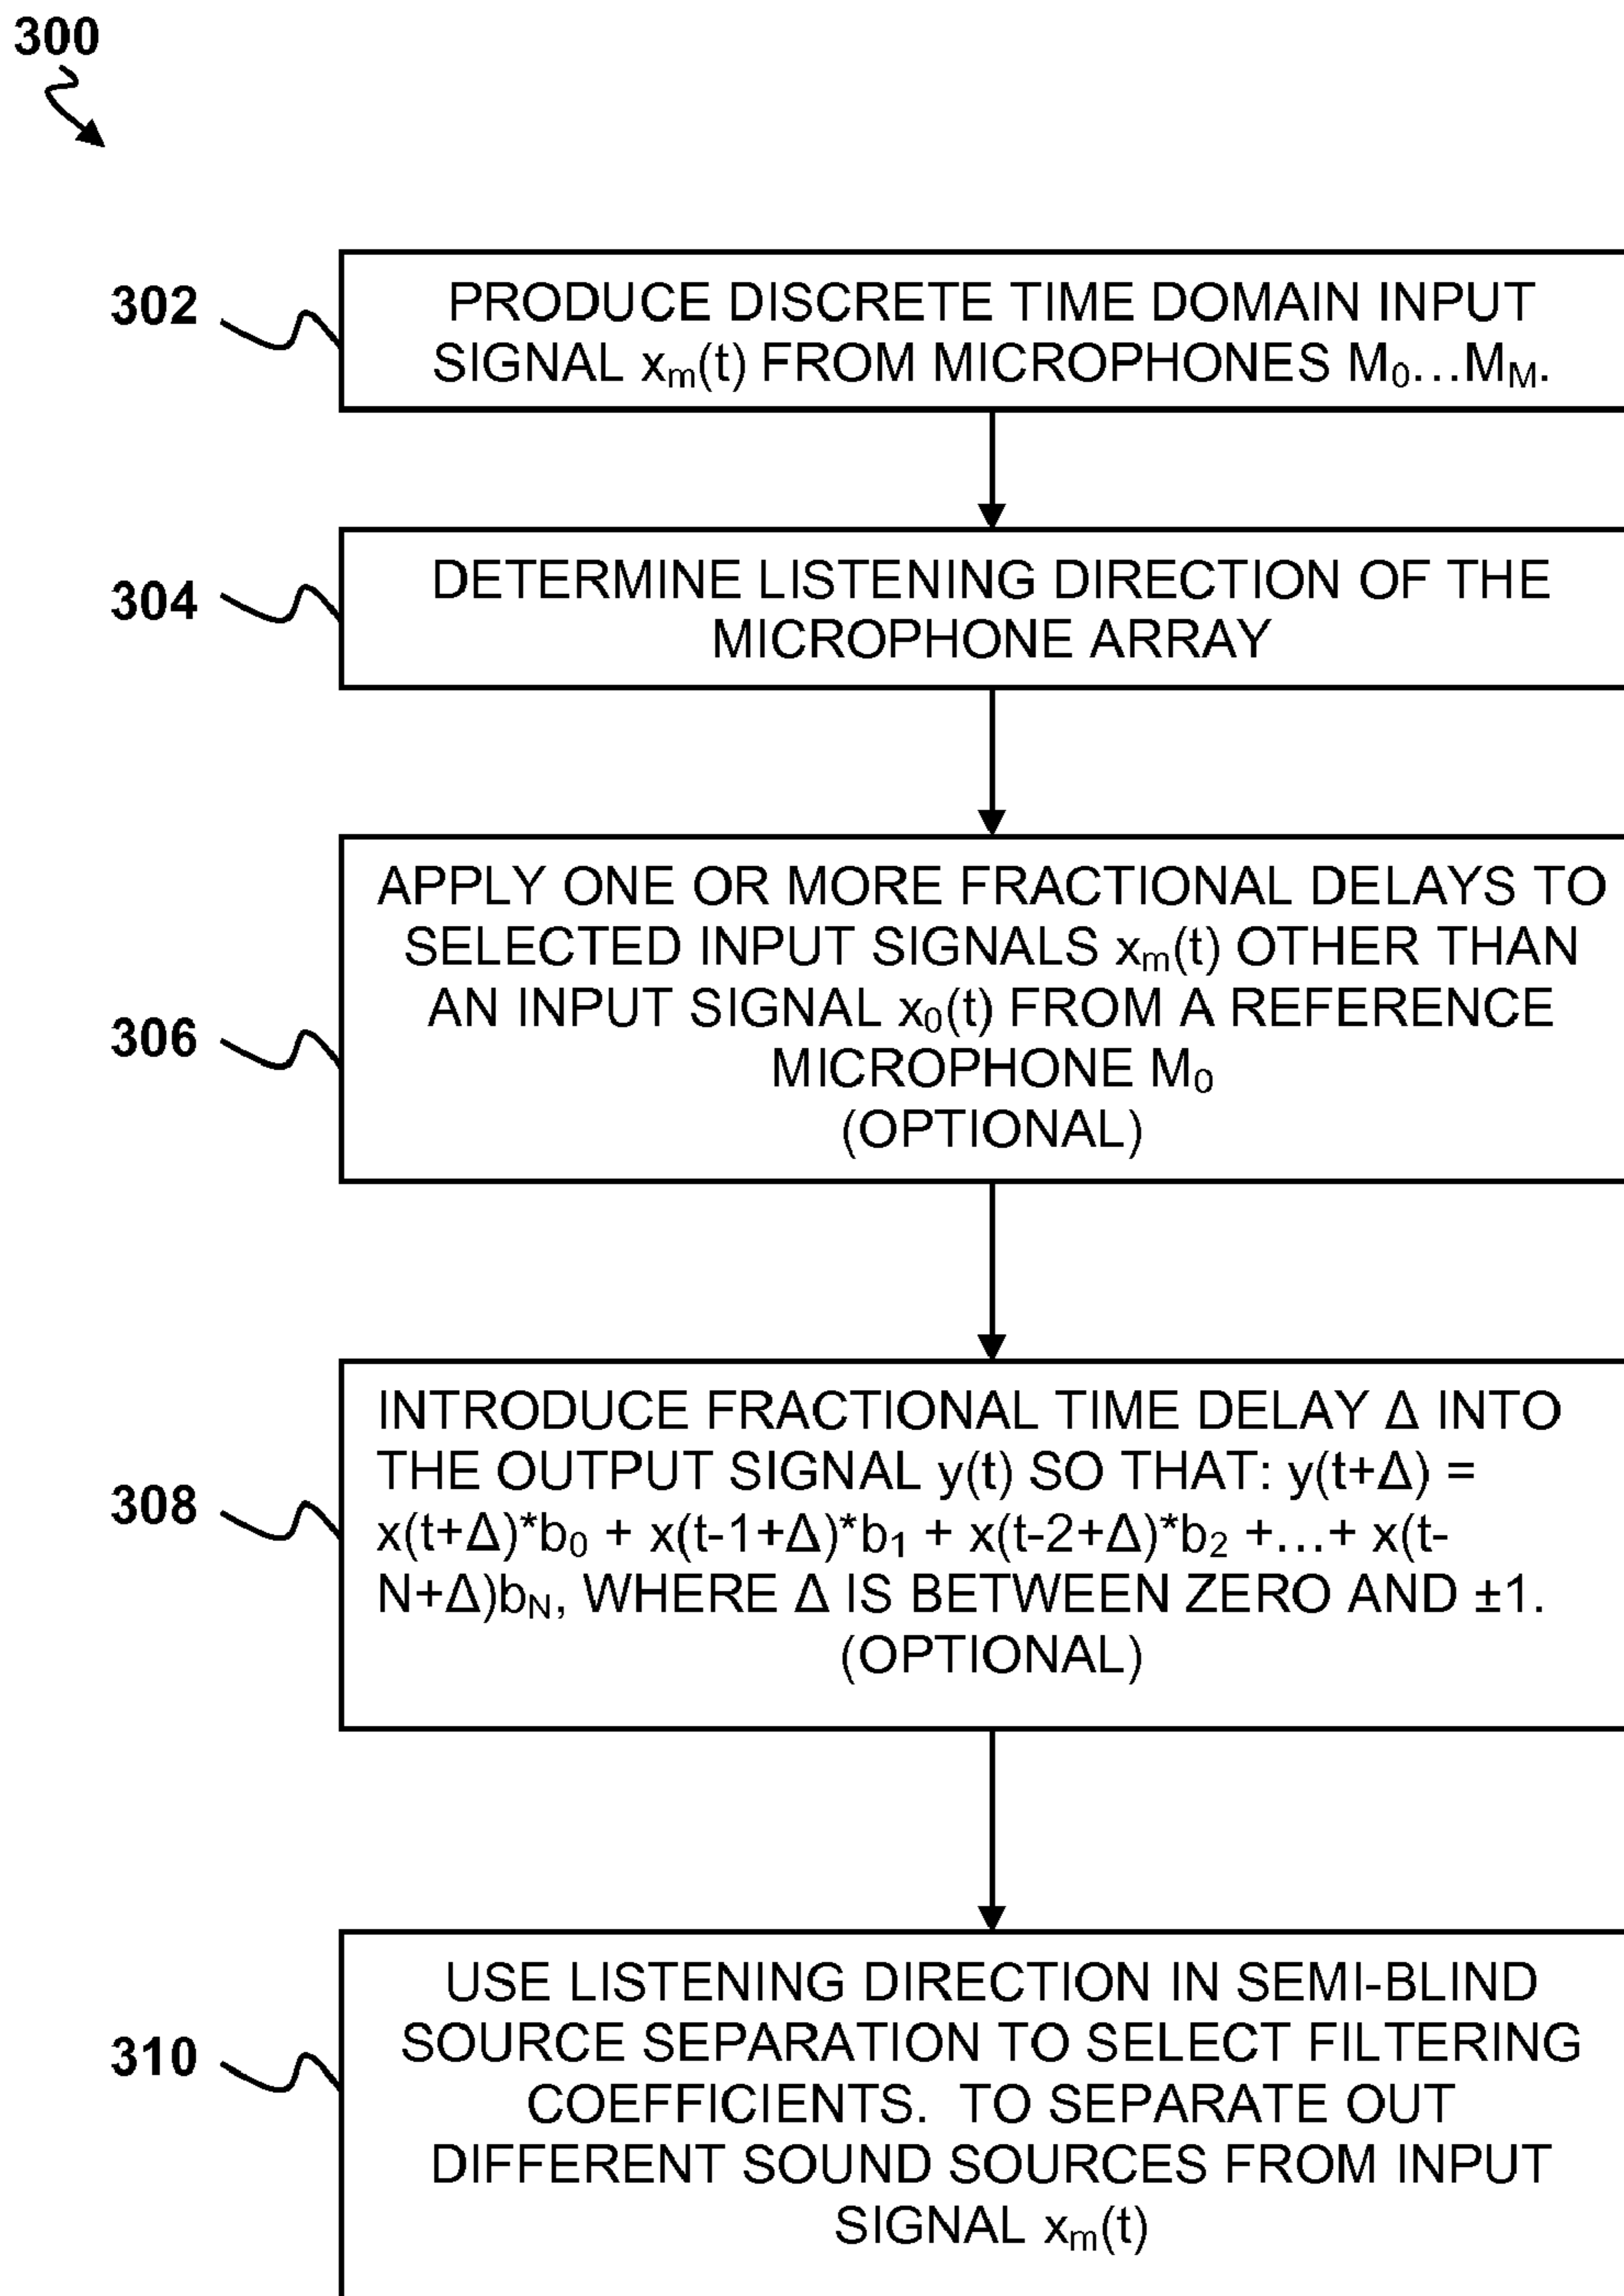 300
302
PRODUCE DISCRETE TIME DOMAIN INPUT
SIGNAL xₘ(t) FROM MICROPHONES M₀...M_M.
304
DETERMINE LISTENING DIRECTION OF THE
MICROPHONE ARRAY
306
APPLY ONE OR MORE FRACTIONAL DELAYS TO
SELECTED INPUT SIGNALS xₘ(t) OTHER THAN
AN INPUT SIGNAL x₀(t) FROM A REFERENCE
MICROPHONE M₀
(OPTIONAL)
308
INTRODUCE FRACTIONAL TIME DELAY Δ INTO
THE OUTPUT SIGNAL y(t) SO THAT: y(t+Δ) =
x(t+Δ)*b₀ + x(t-1+Δ)*b₁ + x(t-2+Δ)*b₂ +...+ x(t-
N+Δ)b_N, WHERE Δ IS BETWEEN ZERO AND ±1.
(OPTIONAL)
310
USE LISTENING DIRECTION IN SEMI-BLIND
SOURCE SEPARATION TO SELECT FILTERING
COEFFICIENTS. TO SEPARATE OUT
DIFFERENT SOUND SOURCES FROM INPUT
SIGNAL xₘ(t)